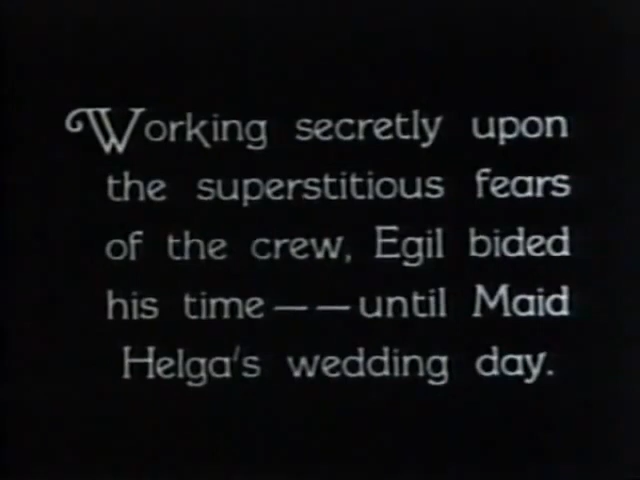 Working secretly upon
the superstitious fears
of the crew, Egil bided
his time — — until Maid
Helga's wedding day.